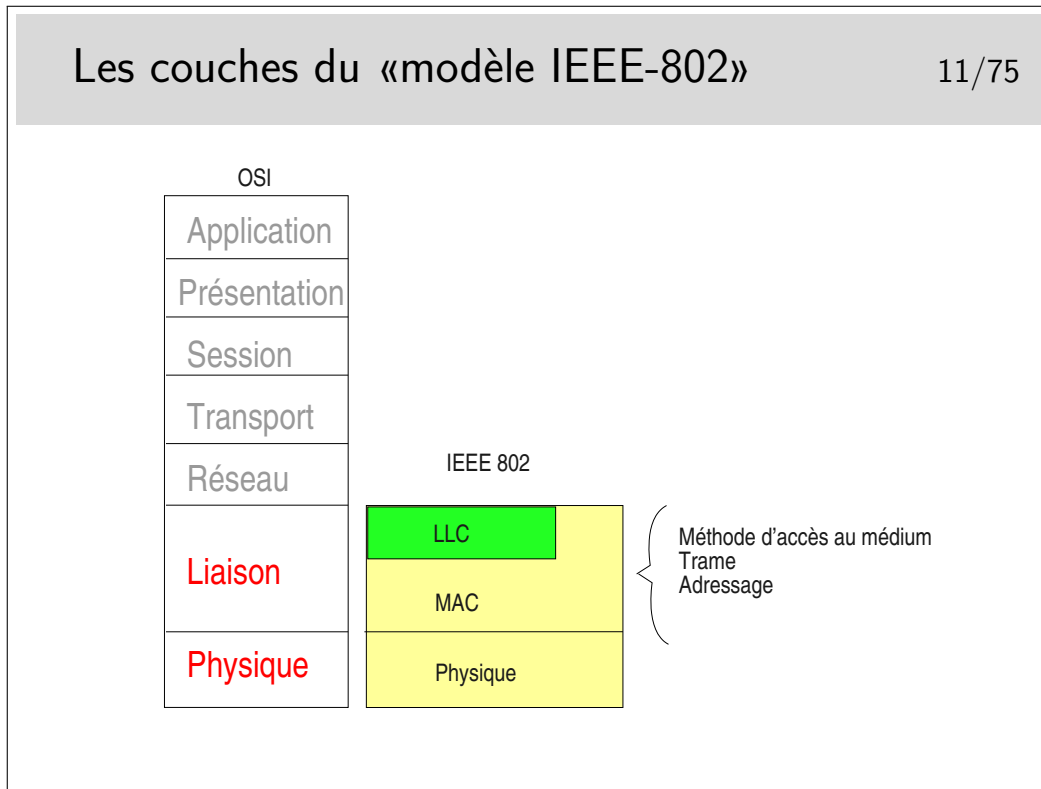 Les couches du «modèle IEEE-802» 11/75
OSI
Application
Présentation
Session
Transport
Réseau
Liaison
Physique
IEEE 802
LLC
MAC
Physique
Méthode d'accès au médium
Trame
Adressage